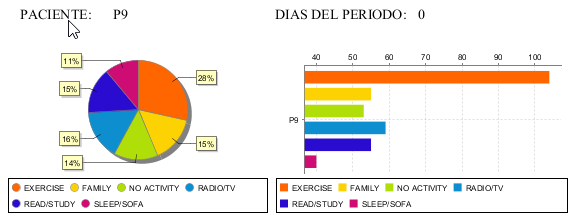 PACIENTE: P9
DIAS DEL PERIODO: 0
11%
28%
15%
15%
16%
14%
EXERCISE FAMILY NO ACTIVITY RADIO/TV
READ/STUDY SLEEP/SOFA
40 50 60 70 80 90 100
P9
EXERCISE FAMILY NO ACTIVITY RADIO/TV
READ/STUDY SLEEP/SOFA